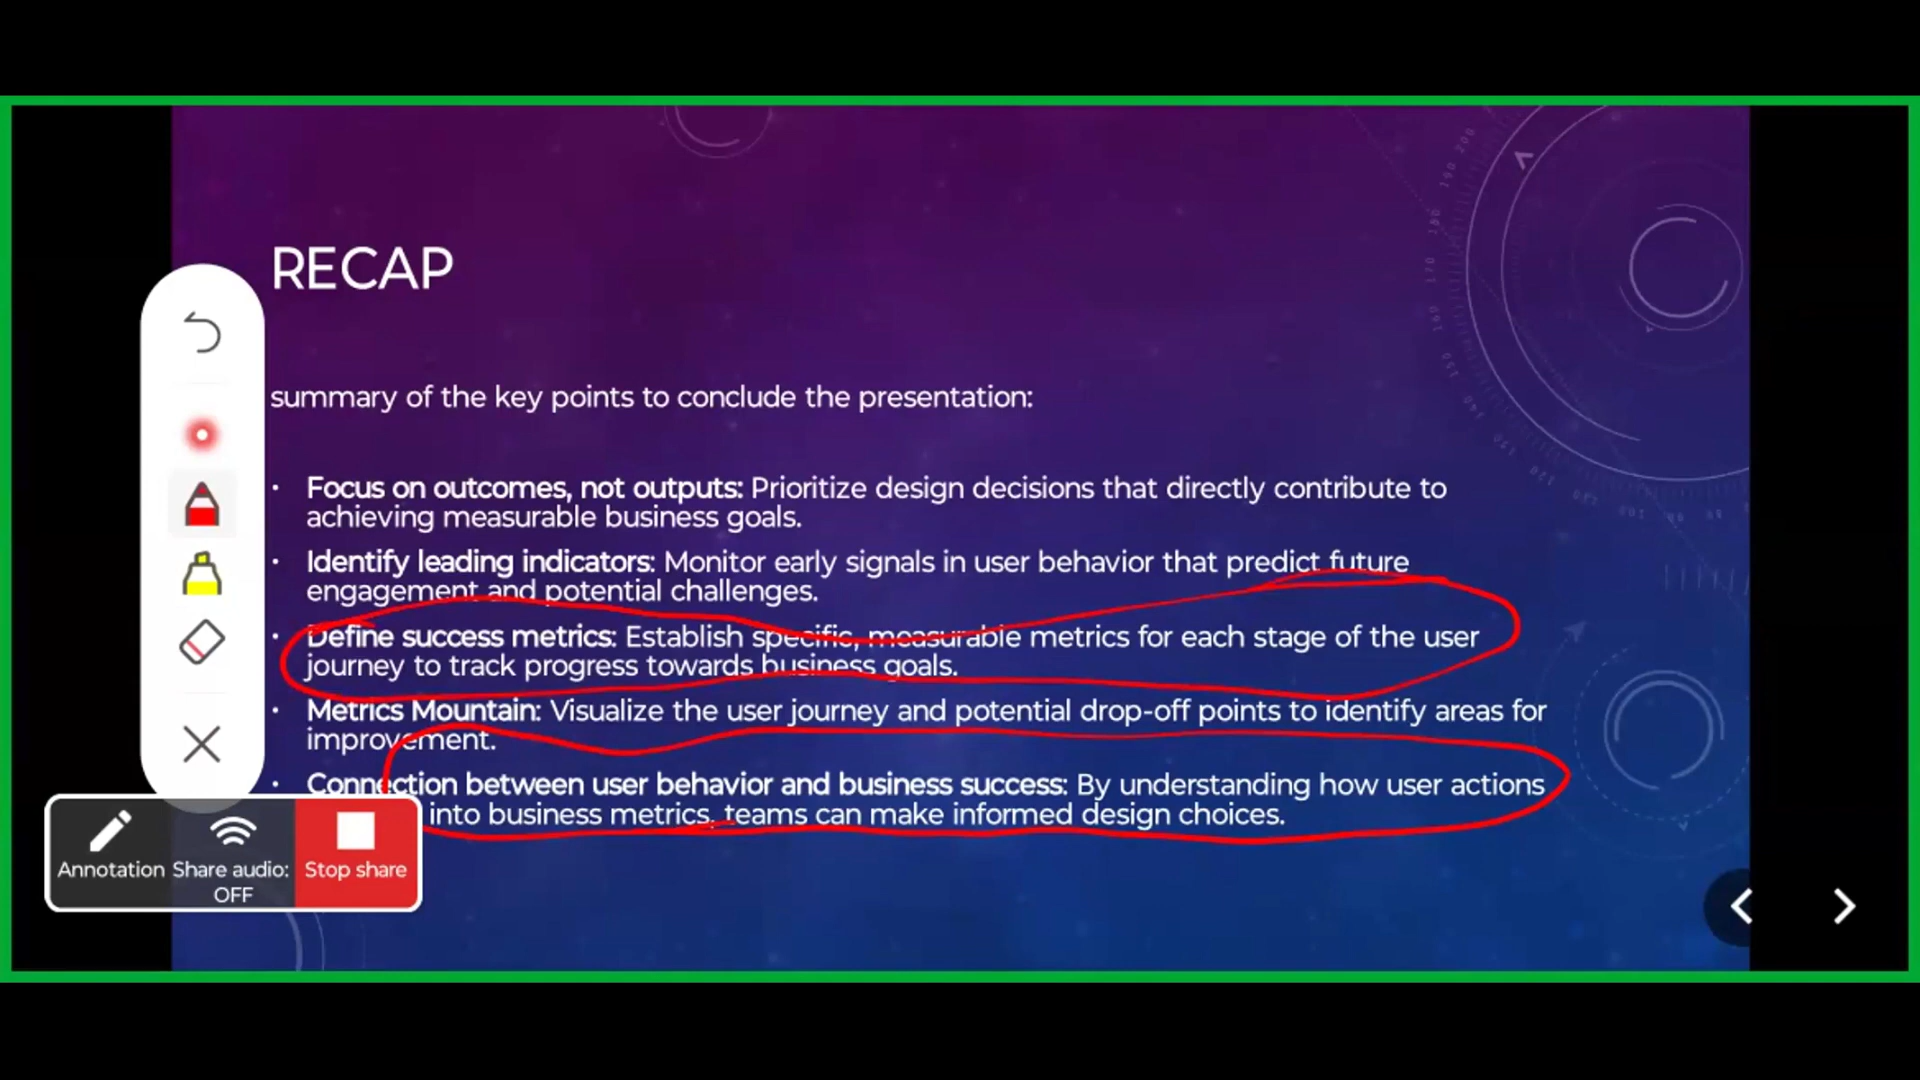 RECAP
summary of the key points to conclude the presentation:
• Focus on outcomes, not outputs: Prioritize design decisions that directly contribute to
achieving measurable business goals.
• Identify leading indicators: Monitor early signals in user behavior that predict future
engagement and potential challenges.
• Define success metrics: Establish specific, measurable metrics for each stage of the user
journey to track progress towards business goals.
• Metrics Mountain: Visualize the user journey and potential drop-off points to identify areas for
improvement.
• Connection between user behavior and business success: By understanding how user actions
into business metrics, teams can make informed design choices.
Annotation
Share audio:
OFF
Stop share